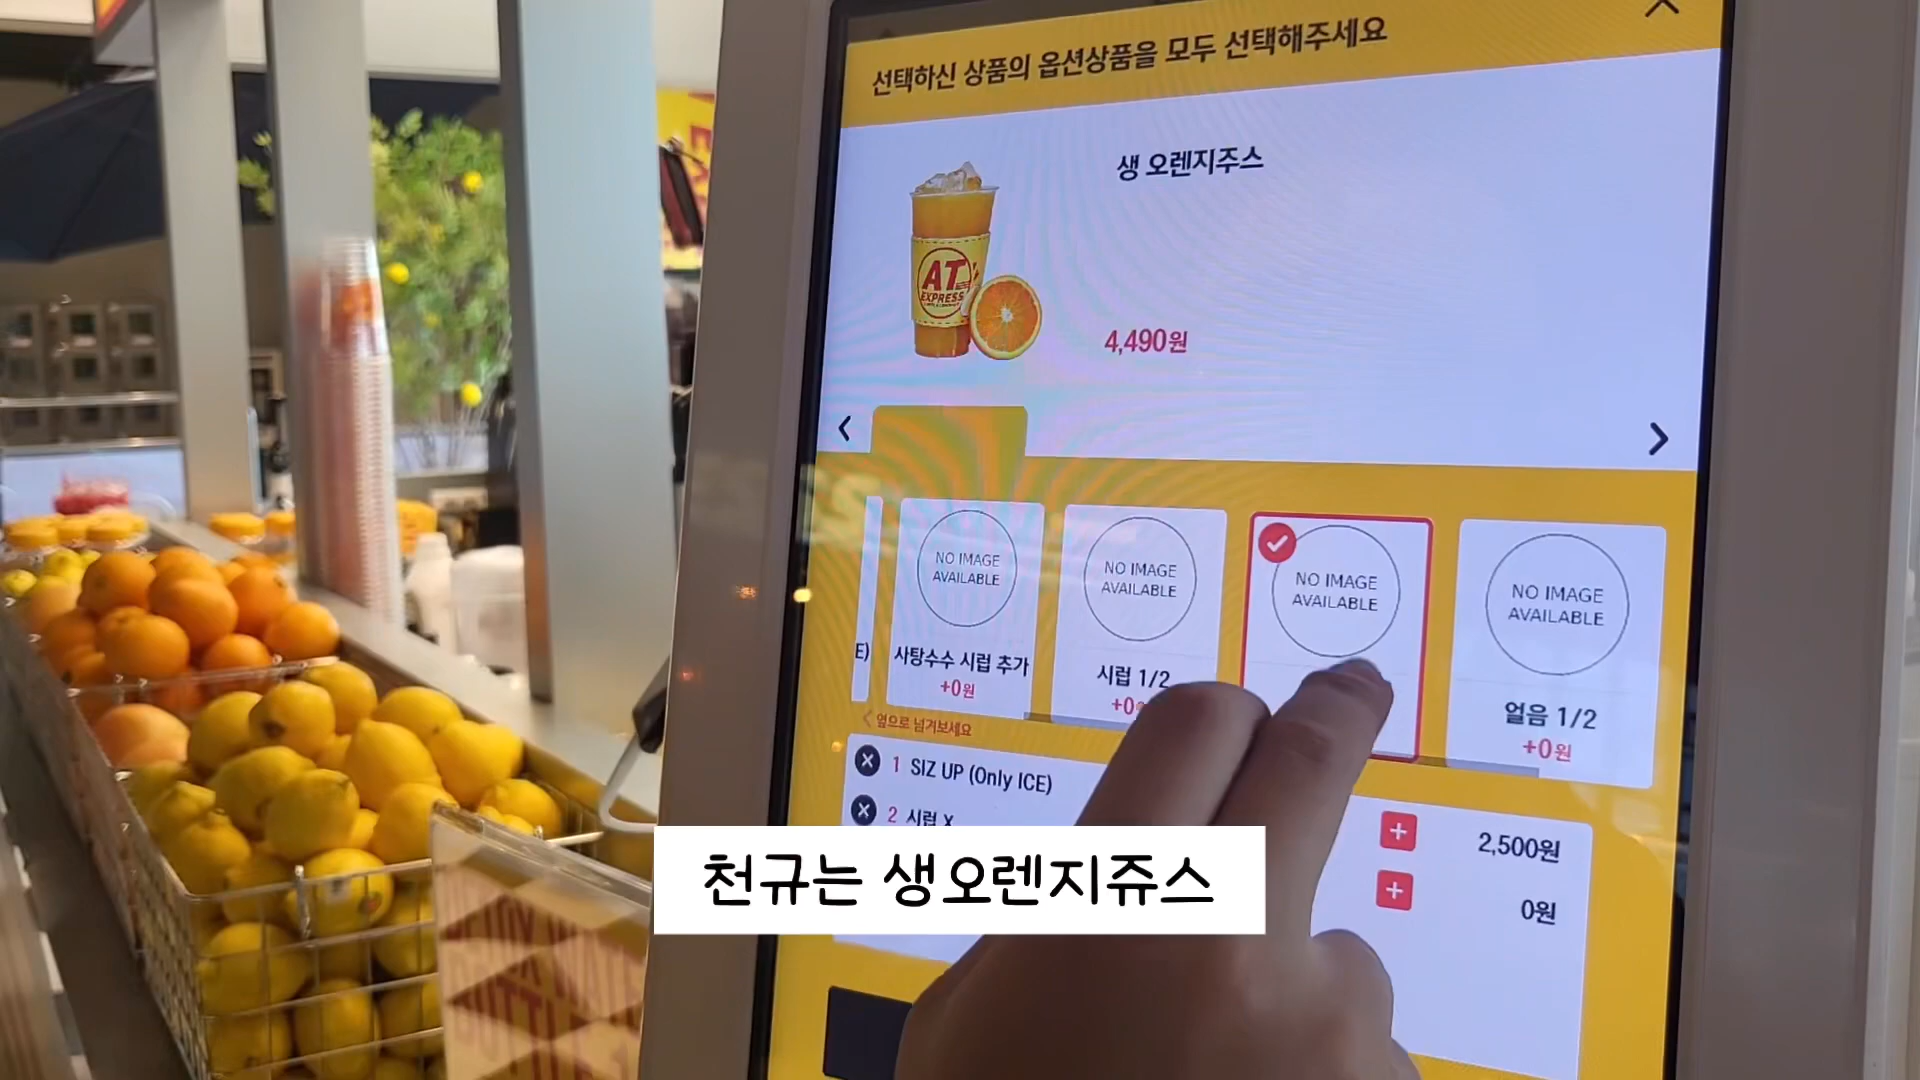 선택하신 상품의 옵션상품을 모두 선택해주세요
생 오렌지주스
AT
EXPRESS
4,490원
NO IMAGE
AVAILABLE
NO IMAGE
AVAILABLE
NO IMAGE
AVAILABLE
NO IMAGE
AVAILABLE
E)
사탕수수 시럽 추가
+0원
시럽 1/2
+0
얼음 1/2
+0원
옆으로 넘겨보세요
1 SIZ UP (Only ICE)
2,500원
2 시럽 X
0원
천규는 생오렌지쥬스